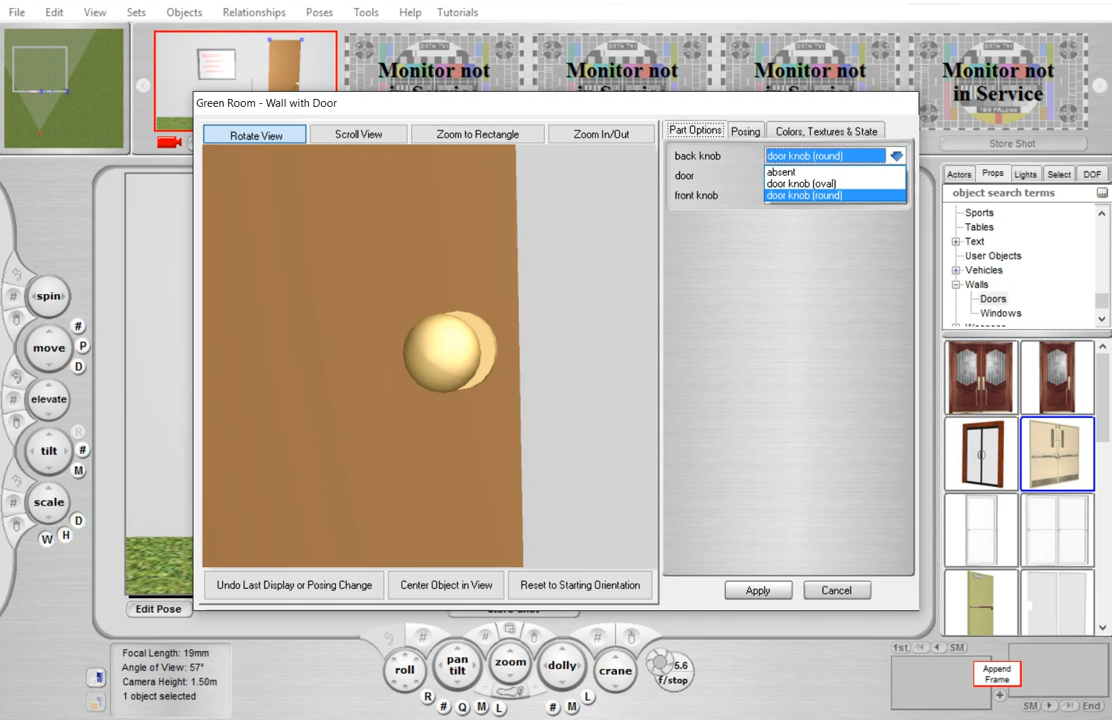 File Edit View Sets Objects Relationships Poses Tools Help Tutorials
Monitor not in Service
Monitor not in Service
Monitor not in Service
Monitor not in Service
Store Shot
Green Room - Wall with Door
Rotate View Scroll View Zoom to Rectangle Zoom In/Out
Part Options Posing Colors, Textures & State
back knob door knob (round)
door
front knob
absent
door knob (oval)
door knob (round)
Undo Last Display or Posing Change Center Object in View Reset to Starting Orientation
Apply Cancel
Actors Props Lights Select DOF
object search terms
Sports
Tables
Text
User Objects
Vehicles
Walls
Doors
Windows
spin
#
move
P
D
elevate
R
tilt
#
M
scale
D
H
W
Edit Pose
Focal Length: 19mm
Angle of View: 57°
Camera Height: 1.50m
1 object selected
roll
pan tilt
zoom
dolly
crane
5.6
f/stop
R # Q M L # M L
1st SM
Append Frame
SM End